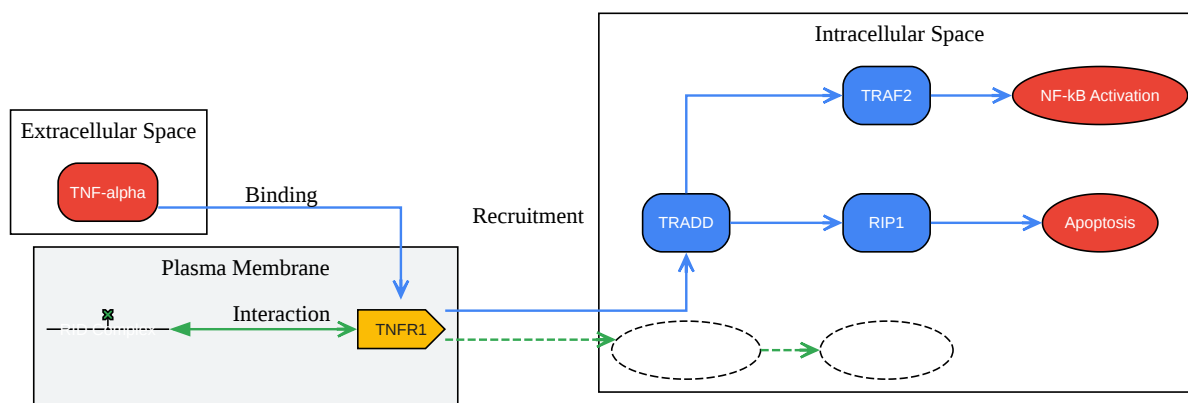 Intracellular Space
TRAF2
NF-kB Activation
Extracellular Space
TNF-alpha
Binding
Recruitment
TRADD
RIP1
Apoptosis
Plasma Membrane
Interaction
TNFR1